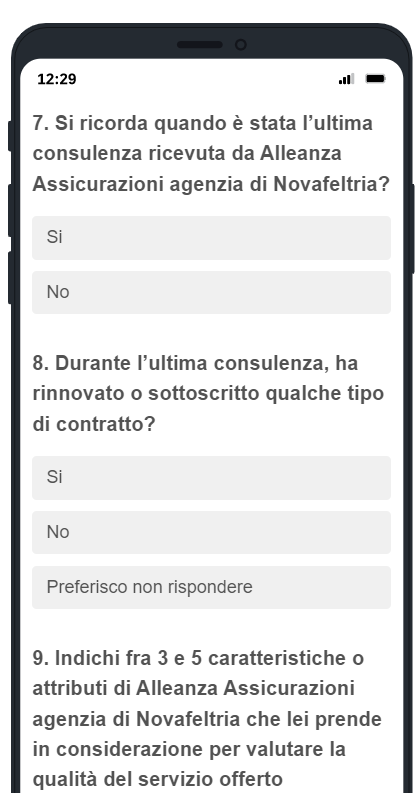 12:29
7. Si ricorda quando è stata l’ultima
consulenza ricevuta da Alleanza
Assicurazioni agenzia di Novafeltria?
Si
No
8. Durante l’ultima consulenza, ha
rinnovato o sottoscritto qualche tipo
di contratto?
Si
No
Preferisco non rispondere
9. Indichi fra 3 e 5 caratteristiche o
attributi di Alleanza Assicurazioni
agenzia di Novafeltria che lei prende
in considerazione per valutare la
qualità del servizio offerto